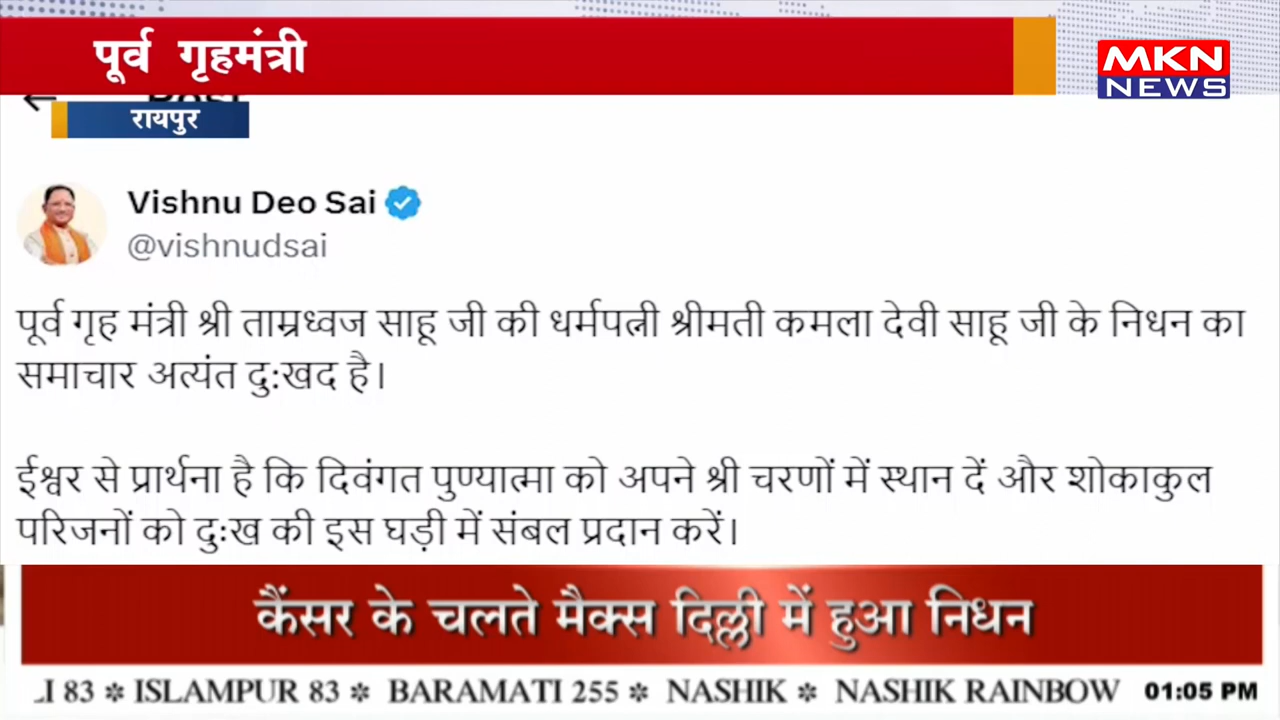 पूर्व गृहमंत्री
MKN
NEWS
रायपुर
Vishnu Deo Sai
@vishnudsai
पूर्व गृह मंत्री श्री ताम्रध्वज साहू जी की धर्मपत्नी श्रीमती कमला देवी साहू जी के निधन का
समाचार अत्यंत दुःखद है।
ईश्वर से प्रार्थना है कि दिवंगत पुण्यात्मा को अपने श्री चरणों में स्थान दें और शोकाकुल
परिजनों को दुःख की इस घड़ी में संबल प्रदान करें।
कैंसर के चलते मैक्स दिल्ली में हुआ निधन
83 ✲ ISLAMPUR 83 ✲ BARAMATI 255 ✲ NASHIK ✲ NASHIK RAINBOW 01:05 PM